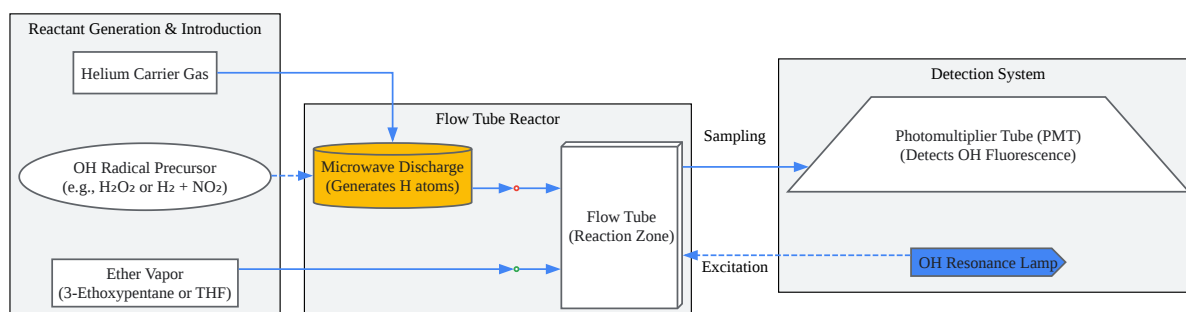 Reactant Generation & Introduction
Helium Carrier Gas
OH Radical Precursor
(e.g., H₂O₂ or H₂ + NO₂)
Ether Vapor
(3-Ethoxypentane or THF)
Flow Tube Reactor
Microwave Discharge
(Generates H atoms)
Flow Tube
(Reaction Zone)
Sampling
Excitation
Detection System
Photomultiplier Tube (PMT)
(Detects OH Fluorescence)
OH Resonance Lamp